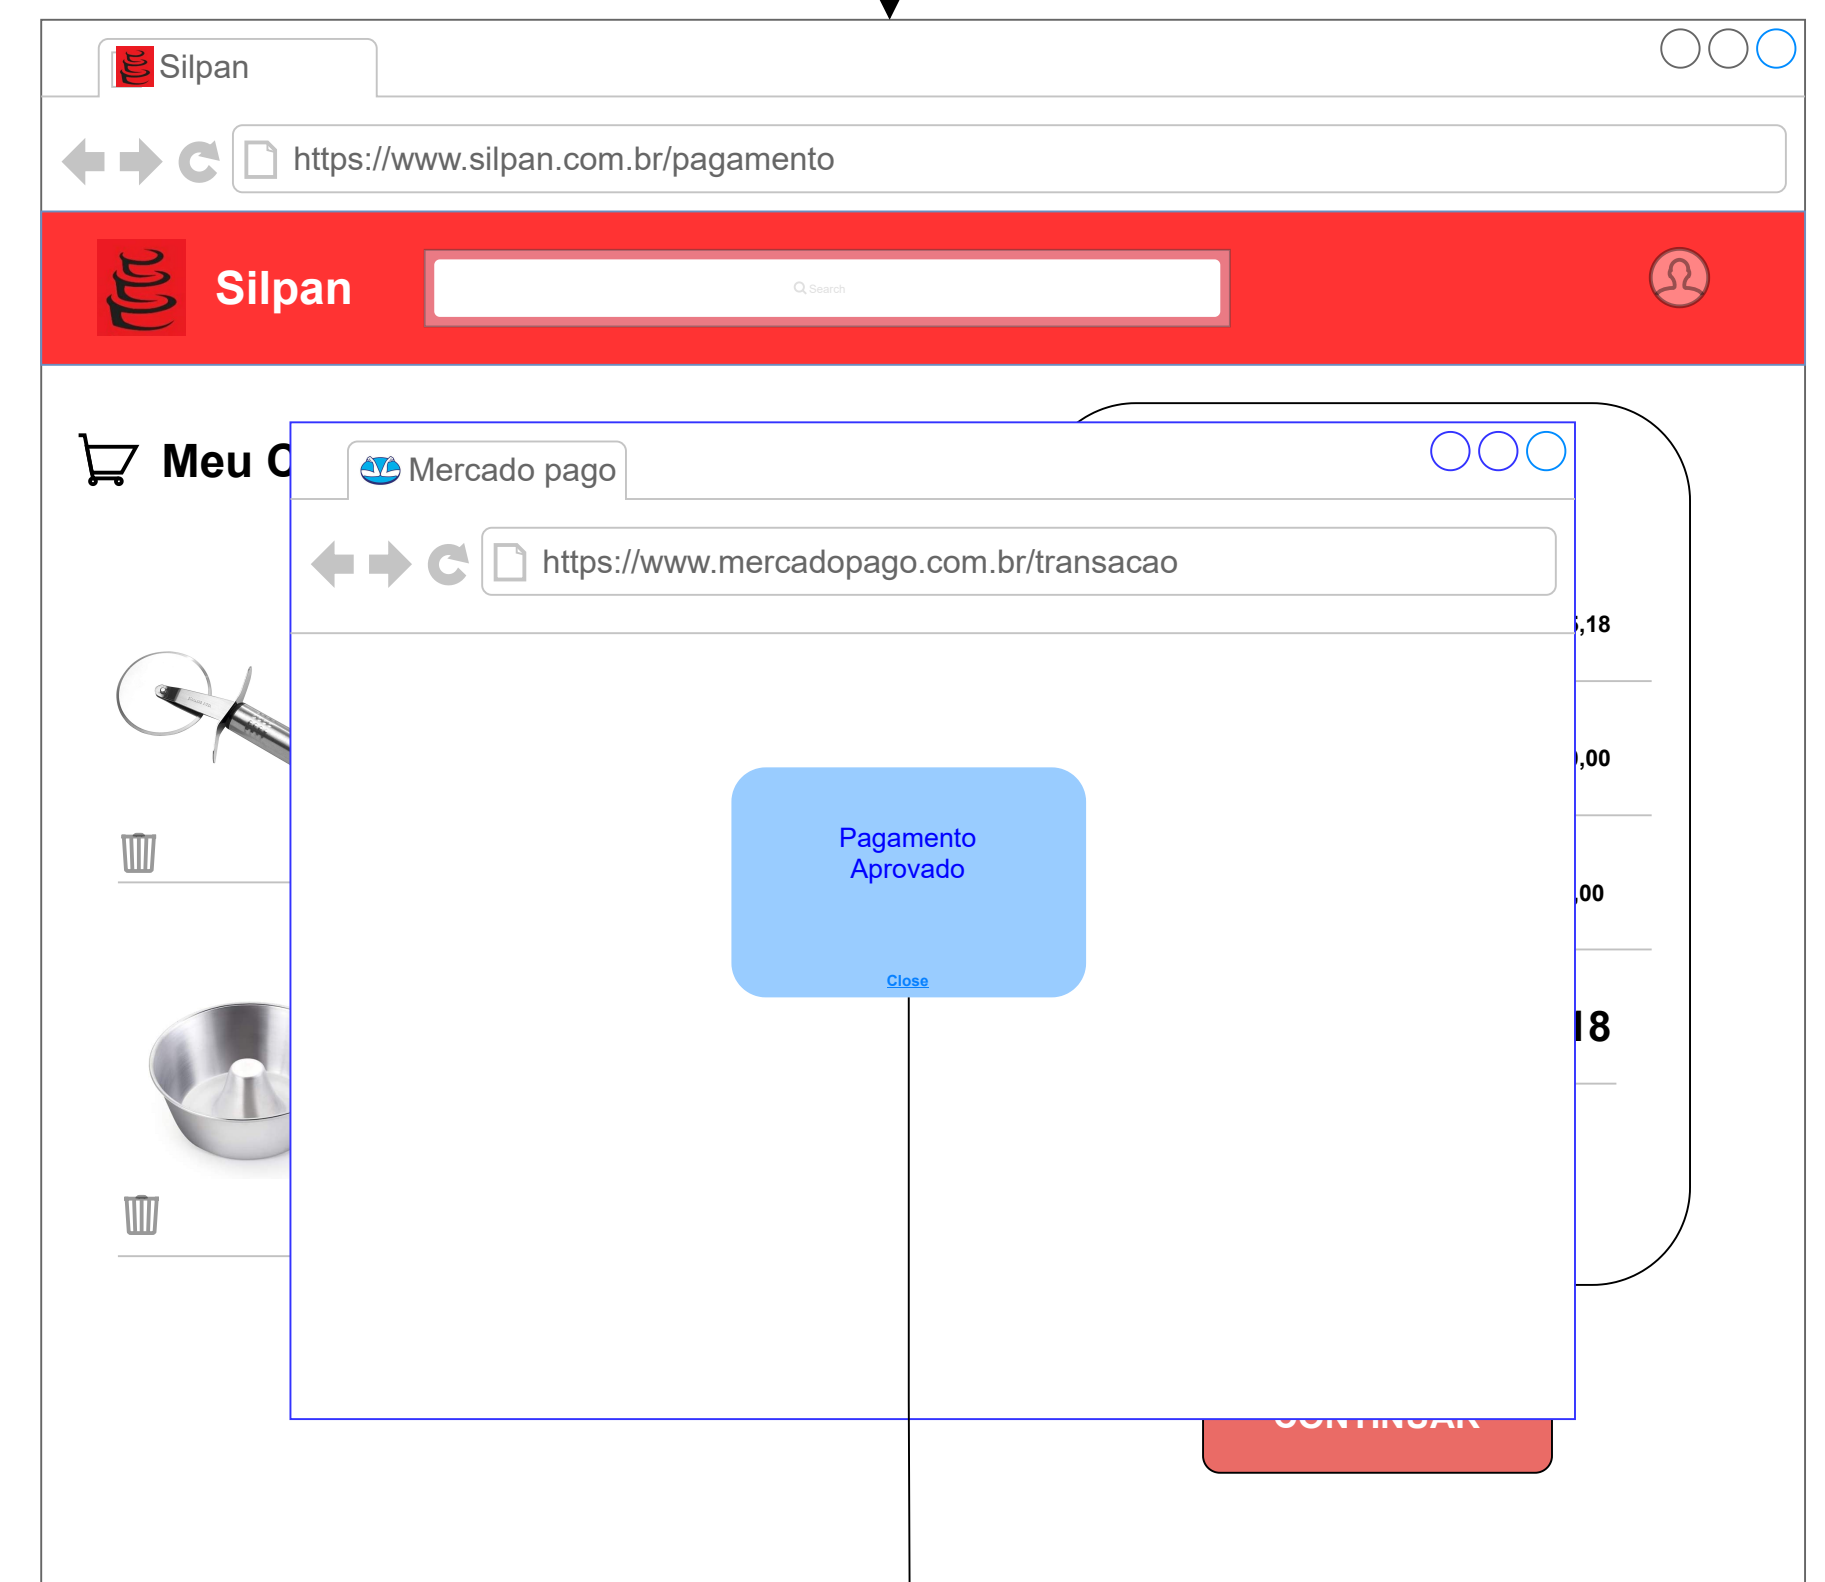 Silpan
https://www.silpan.com.br/pagamento
Silpan
Search
Meu
Mercado pago
https://www.mercadopago.com.br/transacao
,18
,00
Pagamento
Aprovado
,00
Close
18
CONTINUAR